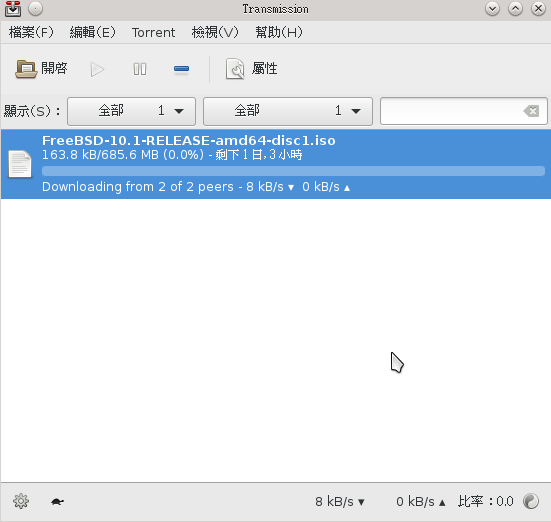 Transmission
檔案(F) 編輯(E) Torrent 檢視(V) 幫助(H)
開啓 屬性
顯示(S)： 全部 1 全部 1
FreeBSD-10.1-RELEASE-amd64-disc1.iso
163.8 kB/685.6 MB (0.0%) - 剩下 1 日, 3 小時
Downloading from 2 of 2 peers - 8 kB/s ▾ 0 kB/s ▴
8 kB/s ▾ 0 kB/s ▴ 比率：0.0